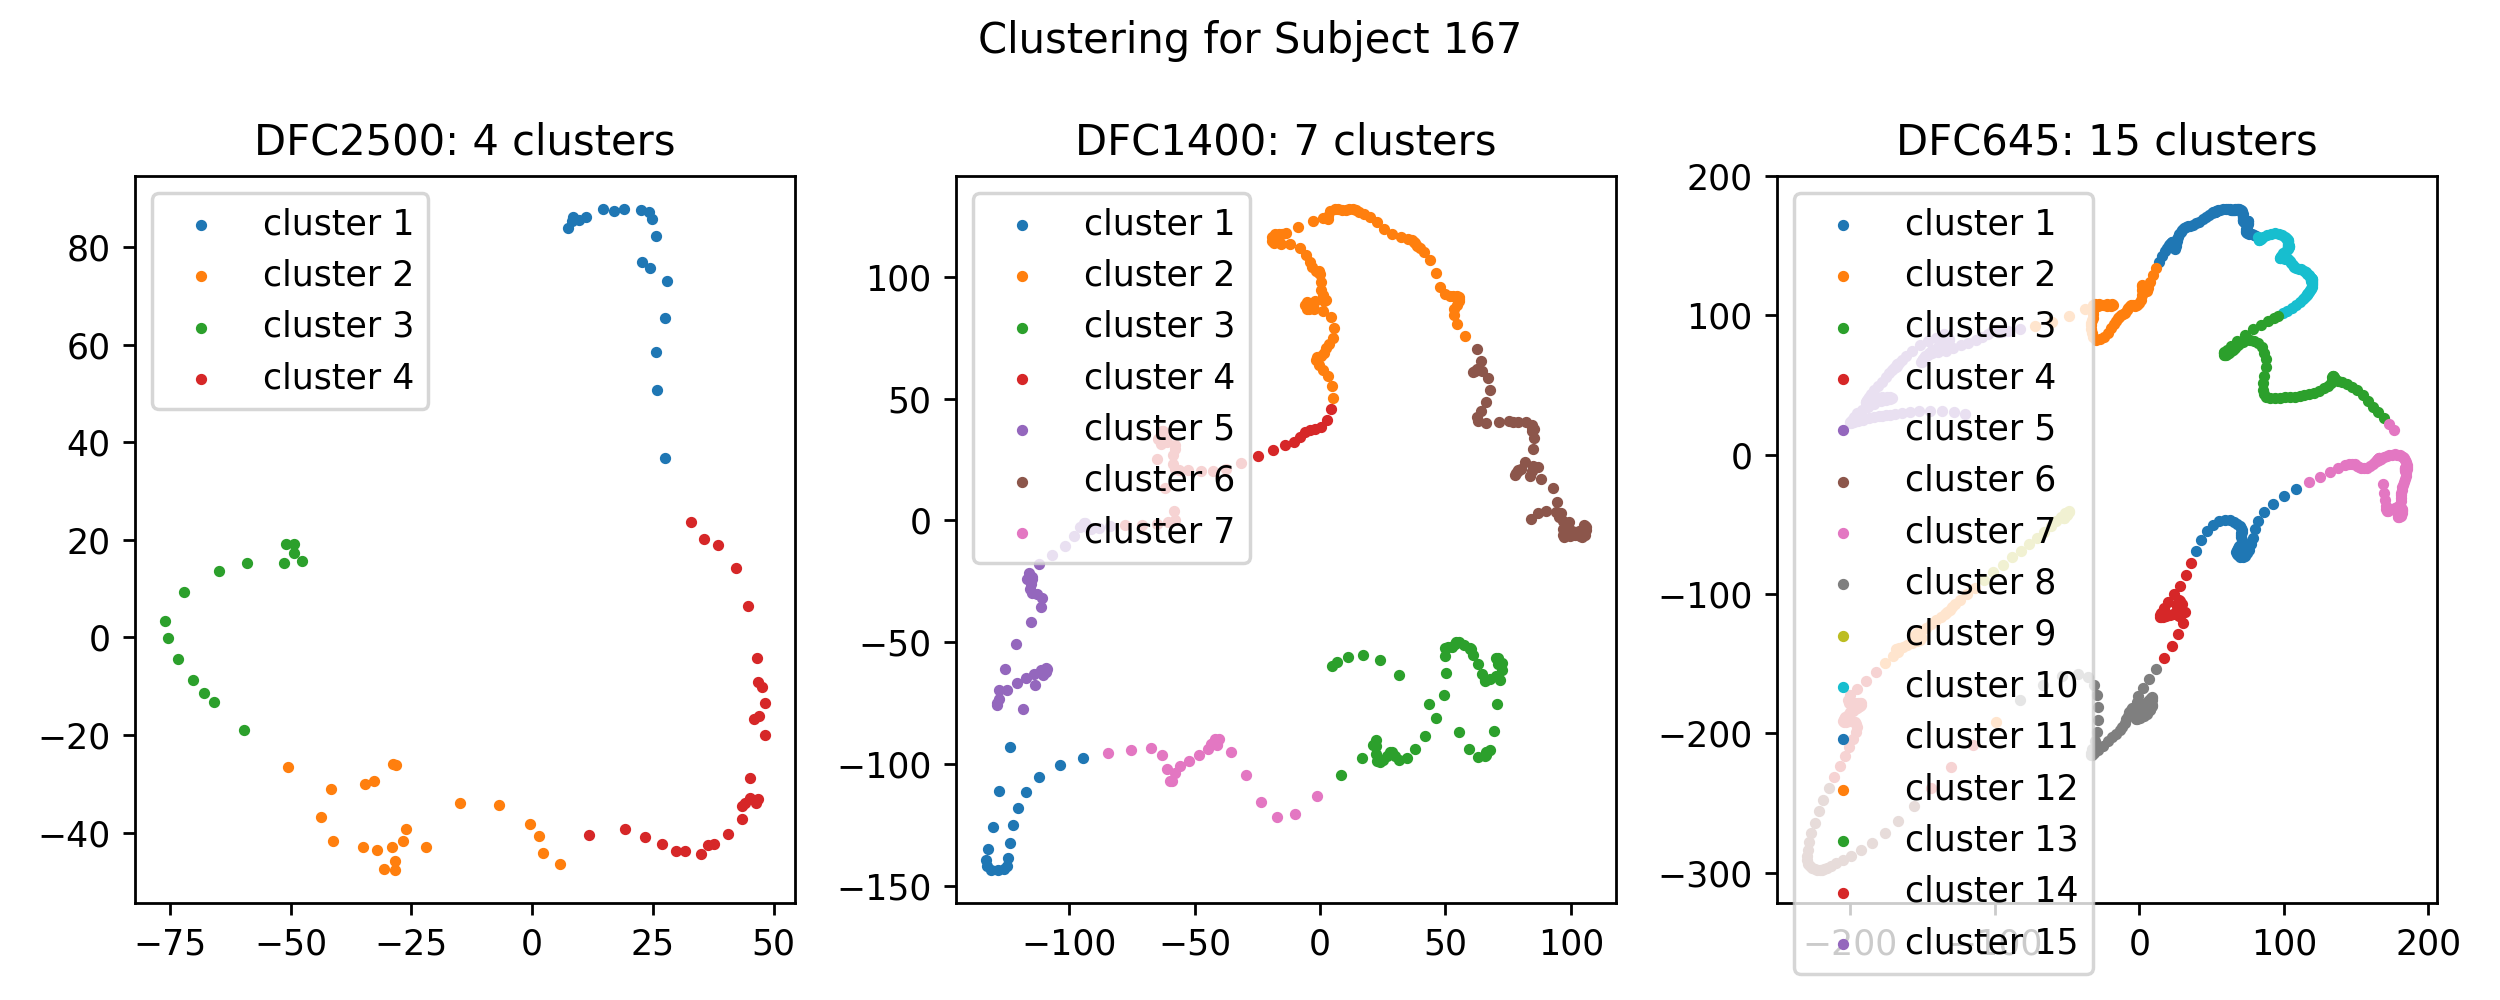 Clustering for Subject 167
DFC2500: 4 clusters
cluster 1
cluster 2
cluster 3
cluster 4
80
60
40
20
0
−20
−40
−75
−50
−25
0
25
50
DFC1400: 7 clusters
cluster 1
cluster 2
cluster 3
cluster 4
cluster 5
cluster 6
cluster 7
100
50
0
−50
−100
−150
−100
−50
0
50
100
DFC645: 15 clusters
cluster 1
cluster 2
cluster 3
cluster 4
cluster 5
cluster 6
cluster 7
cluster 8
cluster 9
cluster 10
cluster 11
cluster 12
cluster 13
cluster 14
cluster 15
200
100
0
−100
−200
−300
−200
−100
0
100
200